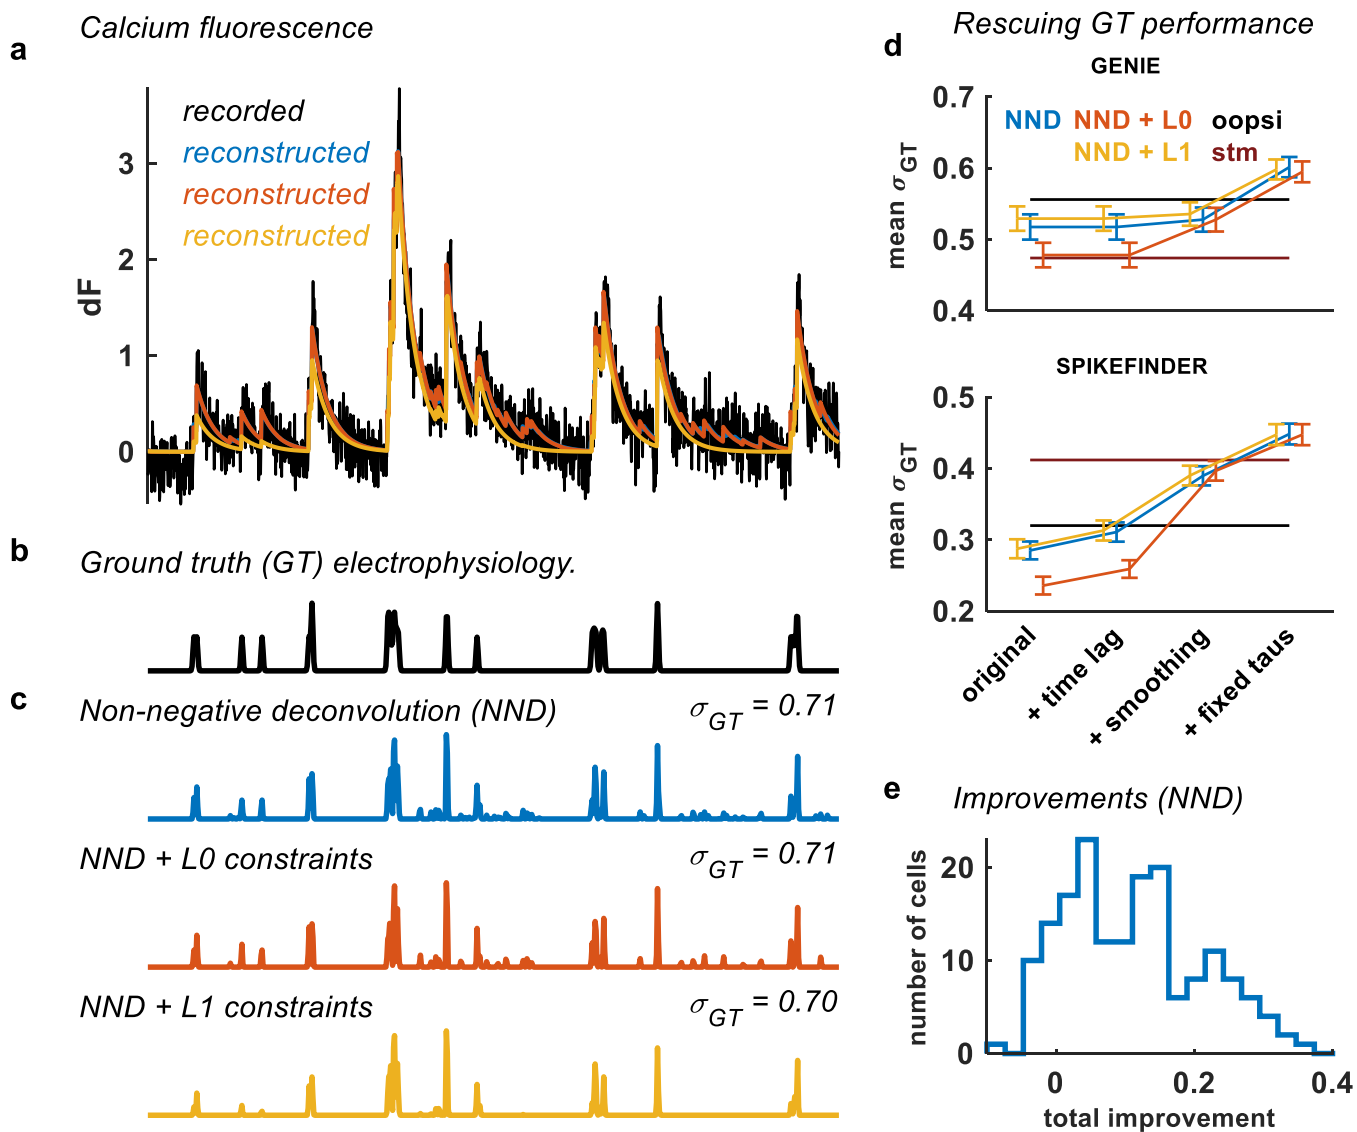 a
Calcium fluorescence
recorded
reconstructed
reconstructed
reconstructed
dF
3
2
1
0
b
Ground truth (GT) electrophysiology.
c
Non-negative deconvolution (NND)
σGT = 0.71
NND + L0 constraints
σGT = 0.71
NND + L1 constraints
σGT = 0.70
d
Rescuing GT performance
GENIE
NND NND + L0 oopsi
NND + L1 stm
mean σGT
0.7
0.6
0.5
0.4
SPIKEFINDER
mean σGT
0.5
0.4
0.3
0.2
original
+ time lag
+ smoothing
+ fixed taus
e
Improvements (NND)
number of cells
20
10
0
0 0.2 0.4
total improvement